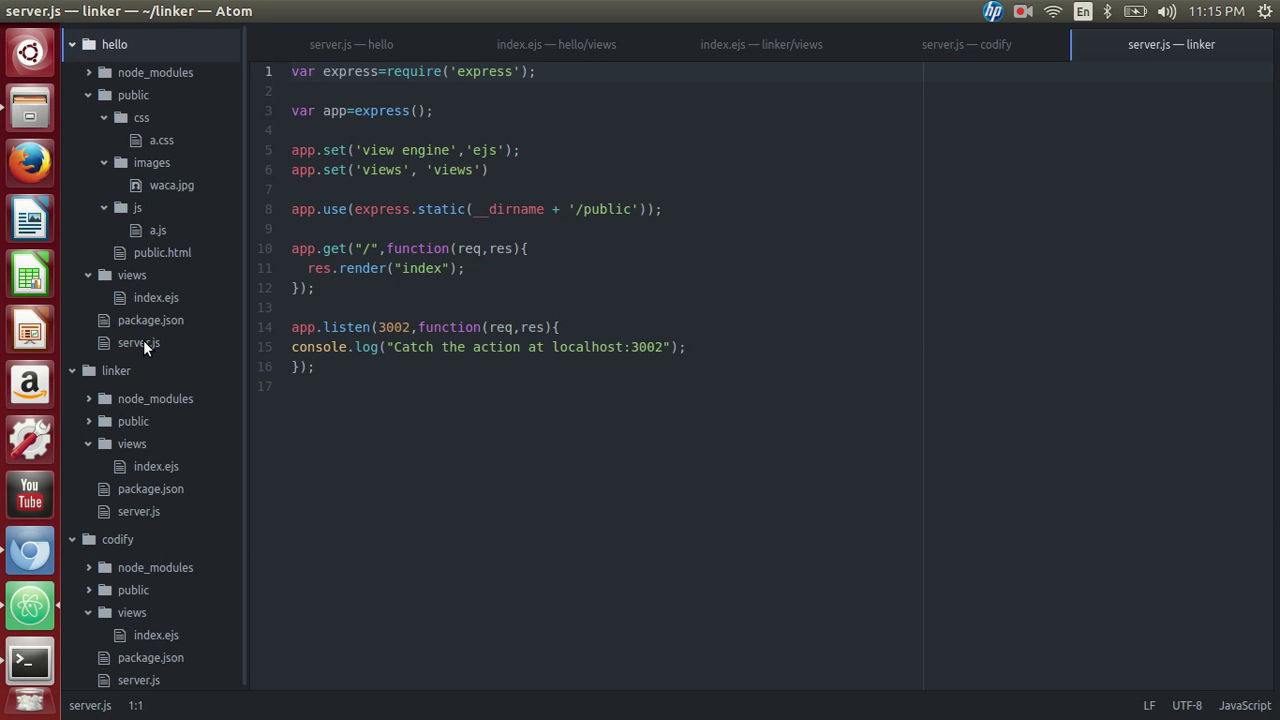 server.js — linker — ~/linker — Atom
hp
En
11:15 PM
hello
node_modules
public
css
a.css
images
waca.jpg
js
a.js
public.html
views
index.ejs
package.json
server.js
linker
node_modules
public
views
index.ejs
package.json
server.js
codify
node_modules
public
views
index.ejs
package.json
server.js
server.js — hello
index.ejs — hello/views
index.ejs — linker/views
server.js — codify
server.js — linker
1 var express=require('express');
2
3 var app=express();
4
5 app.set('view engine','ejs');
6 app.set('views', 'views')
7
8 app.use(express.static(__dirname + '/public'));
9
10 app.get("/",function(req,res){
11 res.render("index");
12 });
13
14 app.listen(3002,function(req,res){
15 console.log("Catch the action at localhost:3002");
16 });
17
You
Tube
a
>_
server.js 1:1
LF UTF-8 JavaScript